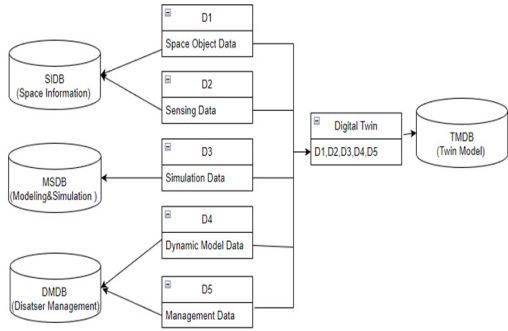 D1
Space Object Data
SIDB
(Space Information)
D2
Sensing Data
Digital Twin
D1,D2,D3,D4,D5
TMDB
(Twin Model)
D3
Simulation Data
MSDB
(Modeling&Simulation )
D4
Dynamic Model Data
DMDB
(Disatser Management)
D5
Management Data